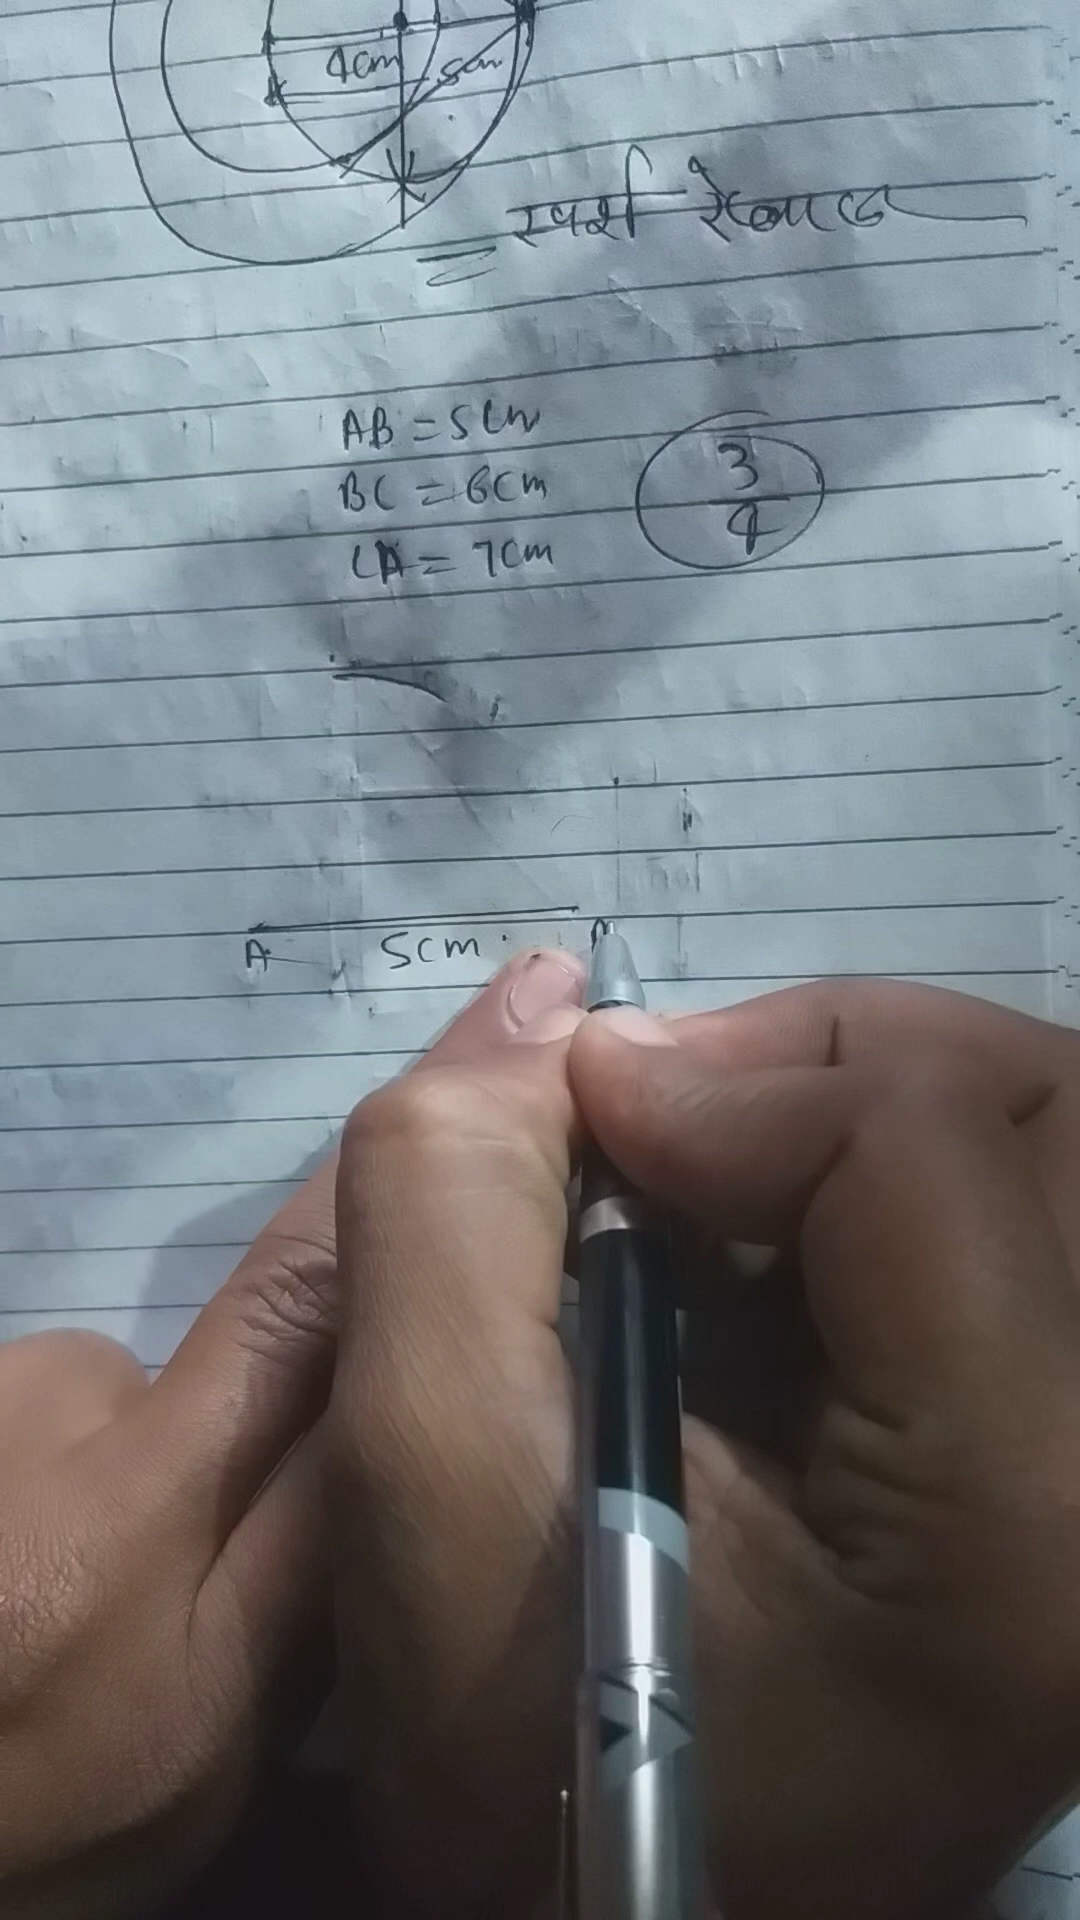 4cm 5cm
= स्पर्श रेखाए
AB = 5cm
BC = 6cm
CA = 7cm
3/4
A 5cm